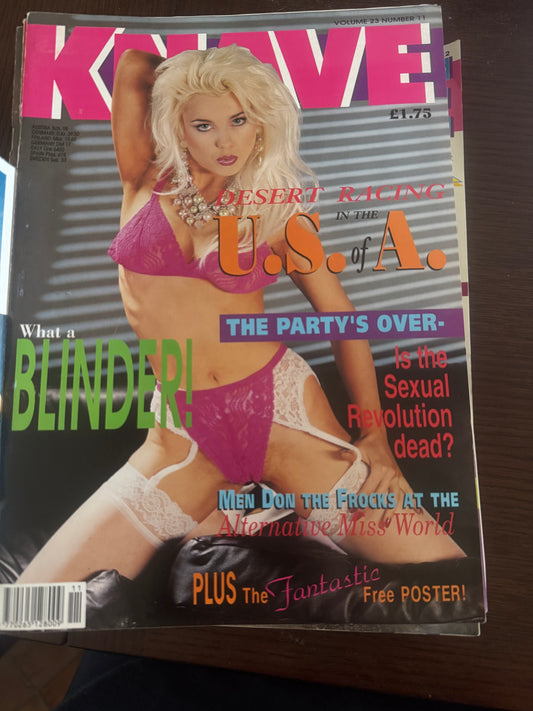 VOLUME 23 NUMBER 11
KNAVE
£1.75
DESERT RACING
IN THE
U.S. of A.
THE PARTY'S OVER-
Is the
Sexual
Revolution
dead?
What a
BLINDER!
MEN DON THE FROCKS AT THE
Alternative Miss World
PLUS The Fantastic Free POSTER!
11